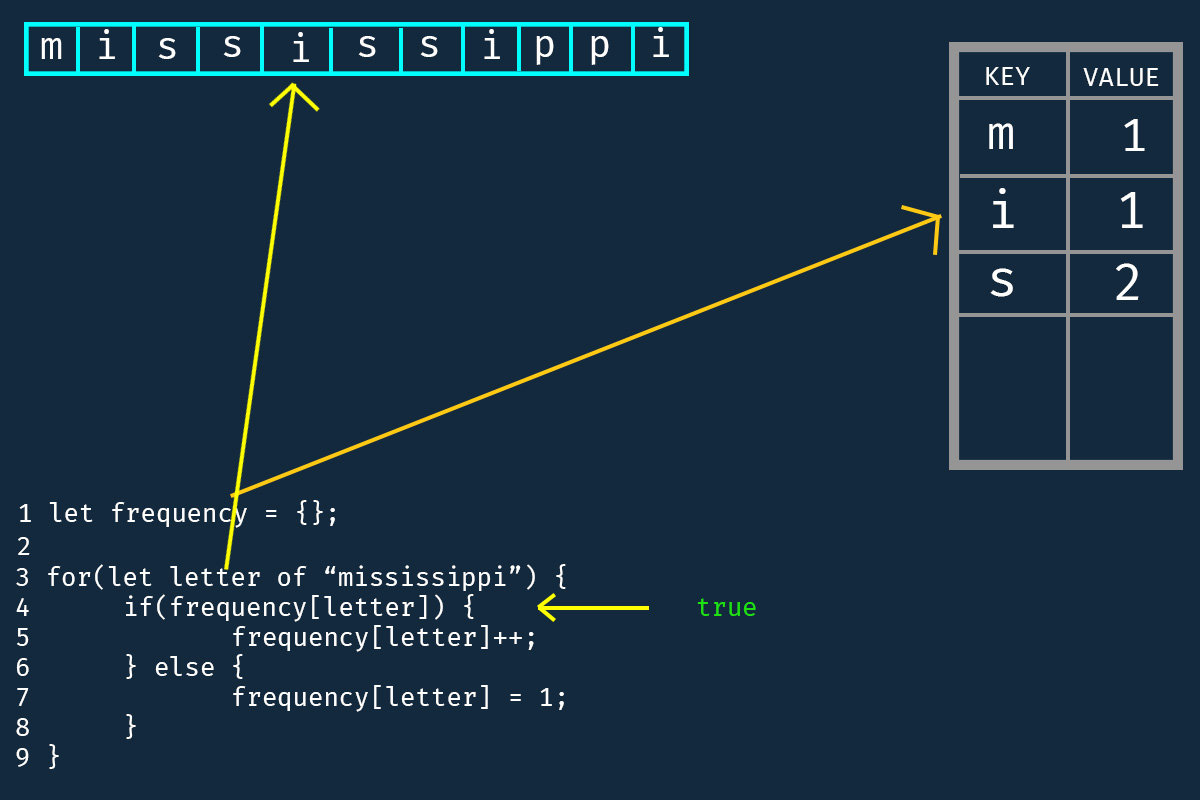 m i s s i s s i p p i
KEY VALUE
m 1
i 1
s 2
1 let frequency = {};
2
3 for(let letter of “mississippi”) {
4 if(frequency[letter]) { true
5 frequency[letter]++;
6 } else {
7 frequency[letter] = 1;
8 }
9 }